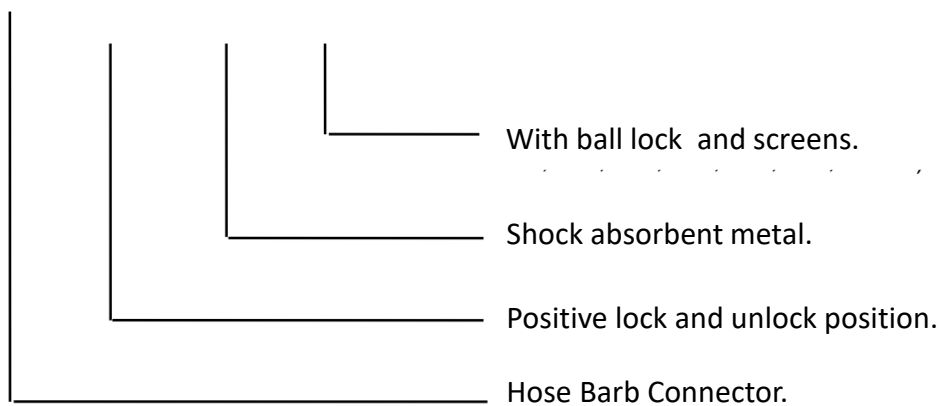 With ball lock and screens.
Shock absorbent metal.
Positive lock and unlock position.
Hose Barb Connector.